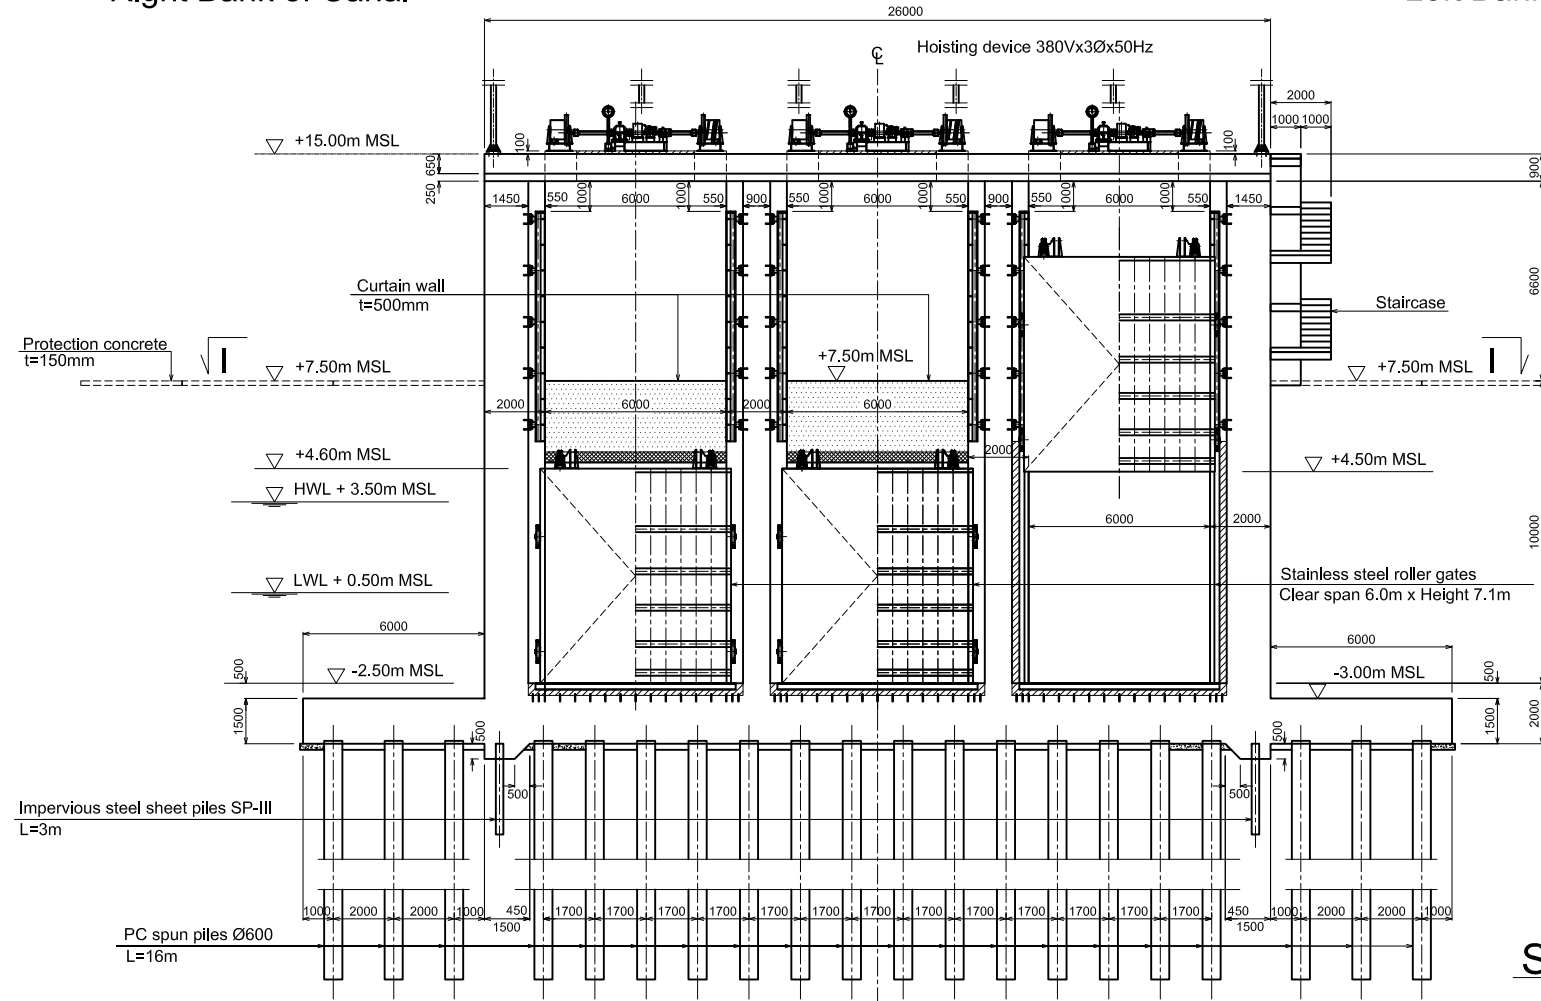 26000
Hoisting device 380Vx3Øx50Hz
℄
2000
1000 1000
+15.00m MSL
100
100
650
250
900
1450 550 1000 6000 1000 550 900 550 1000 6000 1000 550 900 550 1000 6000 1000 550 1450
6600
Curtain wall
t=500mm
Staircase
Protection concrete
t=150mm
I
I
+7.50m MSL
+7.50m MSL
+7.50m MSL
2000 6000 2000 6000
+4.60m MSL
2000
+4.50m MSL
HWL + 3.50m MSL
6000 2000
10000
LWL + 0.50m MSL
Stainless steel roller gates
Clear span 6.0m x Height 7.1m
6000
6000
500
-2.50m MSL
-3.00m MSL
500
1500
500
500
1500
2000
500
500
Impervious steel sheet piles SP-III
L=3m
1000 2000 2000 1000 450 1700 1700 1700 1700 1700 1700 1700 1700 1700 1700 1700 1700 1700 450 1000 2000 2000 1000
1500
1500
PC spun piles Ø600
L=16m
S